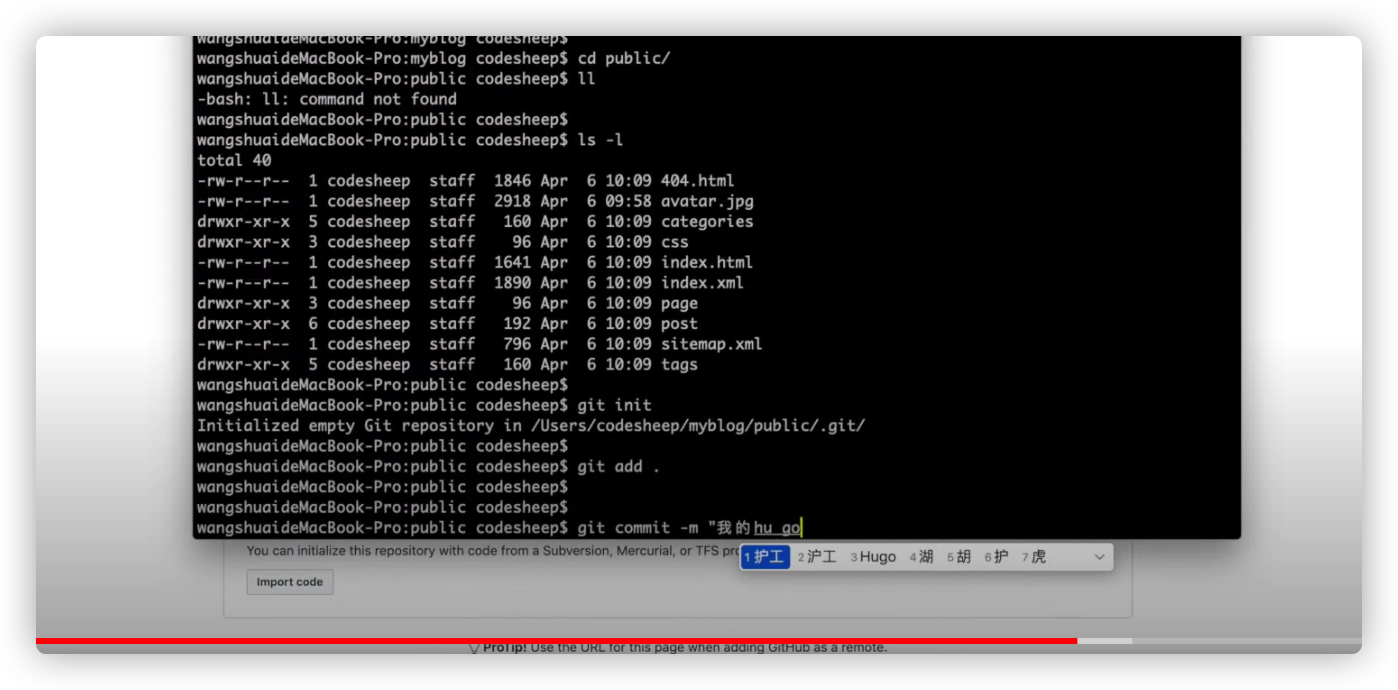 wangshuaideMacBook-Pro:myblog codesheep$
wangshuaideMacBook-Pro:myblog codesheep$ cd public/
wangshuaideMacBook-Pro:public codesheep$ ll
-bash: ll: command not found
wangshuaideMacBook-Pro:public codesheep$
wangshuaideMacBook-Pro:public codesheep$ ls -l
total 40
-rw-r--r--  1 codesheep  staff  1846 Apr  6 10:09 404.html
-rw-r--r--  1 codesheep  staff  2918 Apr  6 09:58 avatar.jpg
drwxr-xr-x  5 codesheep  staff   160 Apr  6 10:09 categories
drwxr-xr-x  3 codesheep  staff    96 Apr  6 10:09 css
-rw-r--r--  1 codesheep  staff  1641 Apr  6 10:09 index.html
-rw-r--r--  1 codesheep  staff  1890 Apr  6 10:09 index.xml
drwxr-xr-x  3 codesheep  staff    96 Apr  6 10:09 page
drwxr-xr-x  6 codesheep  staff   192 Apr  6 10:09 post
-rw-r--r--  1 codesheep  staff   796 Apr  6 10:09 sitemap.xml
drwxr-xr-x  5 codesheep  staff   160 Apr  6 10:09 tags
wangshuaideMacBook-Pro:public codesheep$
wangshuaideMacBook-Pro:public codesheep$ git init
Initialized empty Git repository in /Users/codesheep/myblog/public/.git/
wangshuaideMacBook-Pro:public codesheep$
wangshuaideMacBook-Pro:public codesheep$ git add .
wangshuaideMacBook-Pro:public codesheep$
wangshuaideMacBook-Pro:public codesheep$
wangshuaideMacBook-Pro:public codesheep$ git commit -m "我的hu go
You can initialize this repository with code from a Subversion, Mercurial, or TFS
1 护工 2 沪工 3 Hugo 4 湖 5 胡 6 护 7 虎
Import code
ProTip! Use the URL for this page when adding GitHub as a remote.